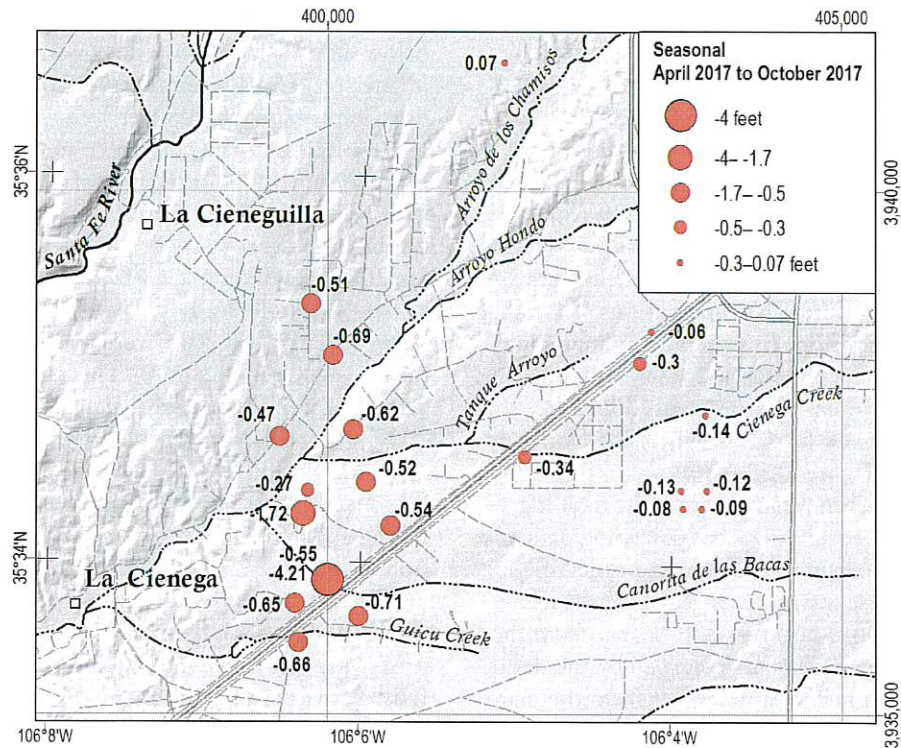 400,000
405,000
Seasonal
April 2017 to October 2017
-4 feet
-4– -1.7
-1.7– -0.5
-0.5– -0.3
-0.3–0.07 feet
0.07
Arroyo de los Chamisos
35°36'N
3,940,000
Santa Fe River
La Cieneguilla
Arroyo Hondo
-0.51
-0.69
-0.06
-0.3
Tanque Arroyo
-0.47
-0.62
-0.14
Cienega Creek
-0.34
-0.52
-0.27
-0.13
-0.12
-1.72
-0.54
-0.08
-0.09
35°34'N
-0.55
-4.21
La Cienega
Canorita de las Bacas
-0.65
-0.71
Guicu Creek
-0.66
3,935,000
106°8'W
106°6'W
106°4'W